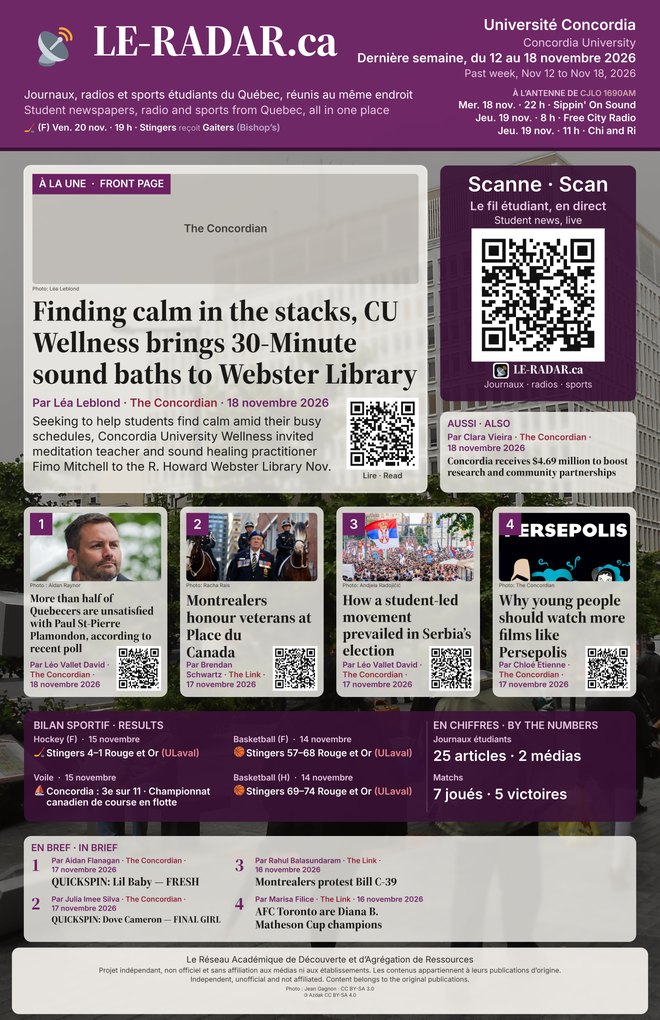 LE-RADAR.ca
Journaux, radios et sports étudiants du Québec, réunis au même endroit
Student newspapers, radio and sports from Quebec, all in one place
(F) Ven. 20 nov. · 19 h · Stingers reçoit Gaiters (Bishop's)
Université Concordia
Concordia University
Dernière semaine, du 12 au 18 novembre 2026
Past week, Nov 12 to Nov 18, 2026
À L'ANTENNE DE CJLO 1690AM
Mer. 18 nov. · 22 h · Sippin' On Sound
Jeu. 19 nov. · 8 h · Free City Radio
Jeu. 19 nov. · 11 h · Chi and Ri
À LA UNE · FRONT PAGE
The Concordian
Photo: Léa Leblond
Finding calm in the stacks, CU
Wellness brings 30-Minute
sound baths to Webster Library
Par Léa Leblond · The Concordian · 18 novembre 2026
Seeking to help students find calm amid their busy
schedules, Concordia University Wellness invited
meditation teacher and sound healing practitioner
Fimo Mitchell to the R. Howard Webster Library Nov.
Lire · Read
Scanne · Scan
Le fil étudiant, en direct
Student news, live
LE-RADAR.ca
Journaux · radios · sports
AUSSI · ALSO
Par Clara Vieira · The Concordian ·
18 novembre 2026
Concordia receives $4.69 million to boost
research and community partnerships
1
Photo : Aidan Raynor
More than half of
Quebecers are unsatisfied
with Paul St-Pierre
Plamondon, according to
recent poll
Par Léo Vallet David ·
The Concordian ·
18 novembre 2026
2
Photo: Racha Rais
Montrealers
honour veterans at
Place du
Canada
Par Brendan
Schwartz · The Link ·
17 novembre 2026
3
Photo: Andjela Radojičić
How a student-led
movement
prevailed in Serbia's
election
Par Léo Vallet David ·
The Concordian ·
17 novembre 2026
4
PERSEPOLIS
Photo: The Concordian
Why young people
should watch more
films like
Persepolis
Par Chloé Étienne ·
The Concordian ·
17 novembre 2026
BILAN SPORTIF · RESULTS
Hockey (F) · 15 novembre
Stingers 4–1 Rouge et Or (ULaval)
Basketball (F) · 14 novembre
Stingers 57–68 Rouge et Or (ULaval)
Voile · 15 novembre
Concordia : 3e sur 11 · Championnat
canadien de course en flotte
Basketball (H) · 14 novembre
Stingers 69–74 Rouge et Or (ULaval)
EN CHIFFRES · BY THE NUMBERS
Journaux étudiants
25 articles · 2 médias
Matchs
7 joués · 5 victoires
EN BREF · IN BRIEF
1
Par Aidan Flanagan · The Concordian ·
17 novembre 2026
QUICKSPIN: Lil Baby — FRESH
2
Par Julia Imee Silva · The Concordian ·
17 novembre 2026
QUICKSPIN: Dove Cameron — FINAL GIRL
3
Par Rahul Balasundaram · The Link ·
16 novembre 2026
Montrealers protest Bill C-39
4
Par Marisa Filice · The Link · 16 novembre 2026
AFC Toronto are Diana B.
Matheson Cup champions
Le Réseau Académique de Découverte et d'Agrégation de Ressources
Projet indépendant, non officiel et sans affiliation aux médias ni aux établissements. Les contenus appartiennent à leurs publications d'origine.
Independent, unofficial and not affiliated. Content belongs to the original publications.
Photo : Jean Gagnon · CC BY-SA 3.0
Azdak CC BY-SA 4.0